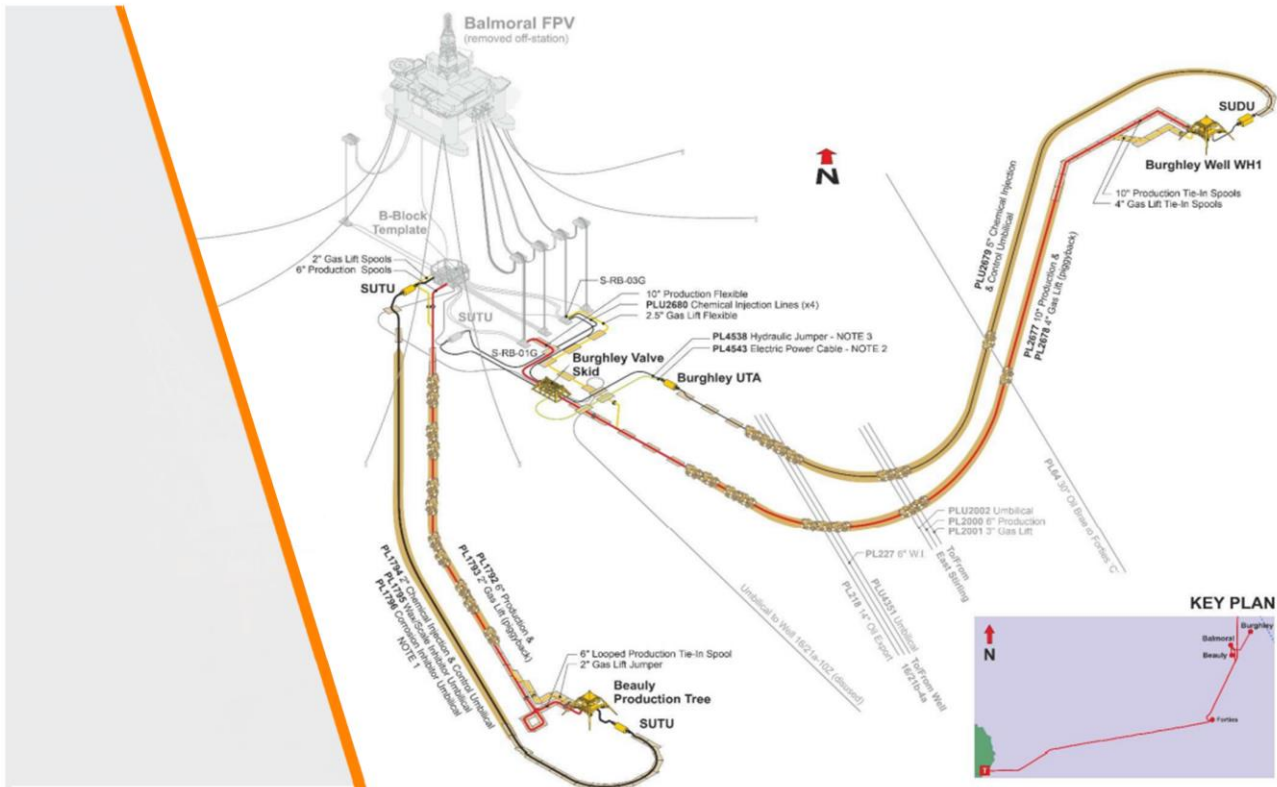 Balmoral FPV
(removed off-station)
SUDU
Burghley Well WH1
N
10" Production Tie-In Spools
4" Gas Lift Tie-In Spools
B-Block
Template
2" Gas Lift Spools
6" Production Spools
SUTU
SUTU
S-RB-03G
10" Production Flexible
PLU2680 Chemical Injection Lines (x4)
2.5" Gas Lift Flexible
S-RB-01G
PL4538 Hydraulic Jumper - NOTE 3
PL4543 Electric Power Cable - NOTE 2
Burghley Valve
Skid
Burghley UTA
PLU2679 5" Chemical Injection
& Control Umbilical
PL2677 10" Production &
PL2678 4" Gas Lift (piggyback)
PL64 30" Oil Brae to Forties 'C'
PLU2002 Umbilical
PL2000 6" Production
PL2001 3" Gas Lift
To/From
East Stirling
PL227 6" W.I.
PLU4351 Umbilical
PL218 14" Oil Export
To/From Well
16/21b-4a
Umbilical to Well 16/21a-10Z (disused)
PL1792 6" Production &
PL1793 2" Gas Lift (piggyback)
PL1794 2" Chemical Injection & Control Umbilical
PL1795 Wax/Scale Inhibitor Umbilical
PL1796 Corrosion Inhibitor Umbilical
NOTE 1
6" Looped Production Tie-In Spool
2" Gas Lift Jumper
Beauly
Production Tree
SUTU
KEY PLAN
N
Burghley
Balmoral
Beauly
Forties
T